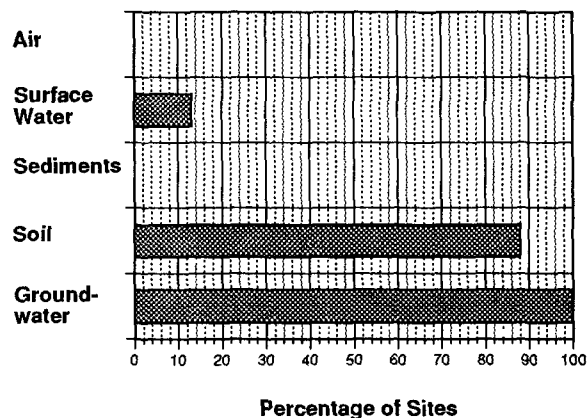 Air
Surface
Water
Sediments
Soil
Ground-
water
0 10 20 30 40 50 60 70 80 90 100
Percentage of Sites